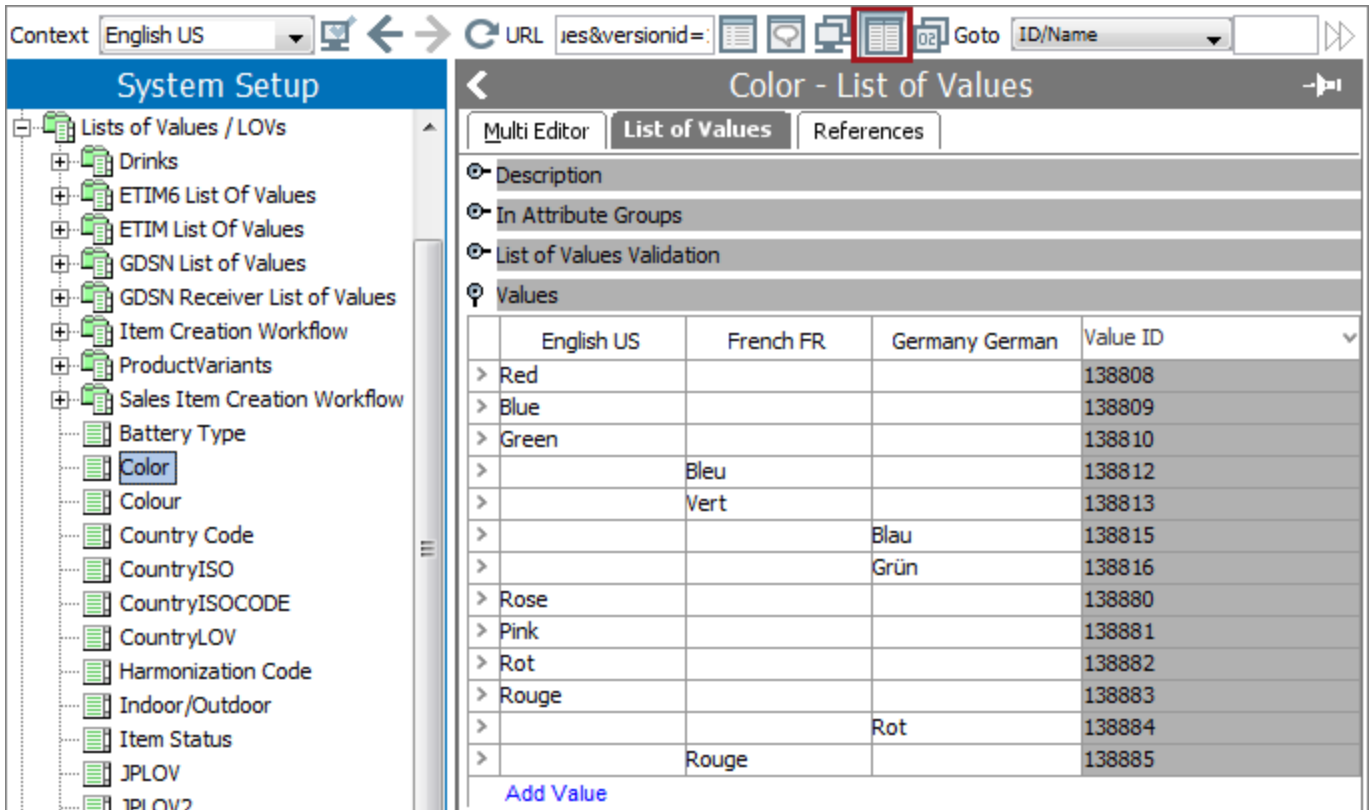 Context English US URL ues&versionid=: 02 Goto ID/Name
System Setup
Lists of Values / LOVs
Drinks
ETIM6 List Of Values
ETIM List Of Values
GDSN List of Values
GDSN Receiver List of Values
Item Creation Workflow
ProductVariants
Sales Item Creation Workflow
Battery Type
Color
Colour
Country Code
CountryISO
CountryISOCODE
CountryLOV
Harmonization Code
Indoor/Outdoor
Item Status
JPLOV
JPLOV2
Color - List of Values
Multi Editor List of Values References
Description
In Attribute Groups
List of Values Validation
Values
English US French FR Germany German Value ID
> Red 138808
> Blue 138809
> Green 138810
> Bleu 138812
> Vert 138813
> Blau 138815
> Grün 138816
> Rose 138880
> Pink 138881
> Rot 138882
> Rouge 138883
> Rot 138884
> Rouge 138885
Add Value